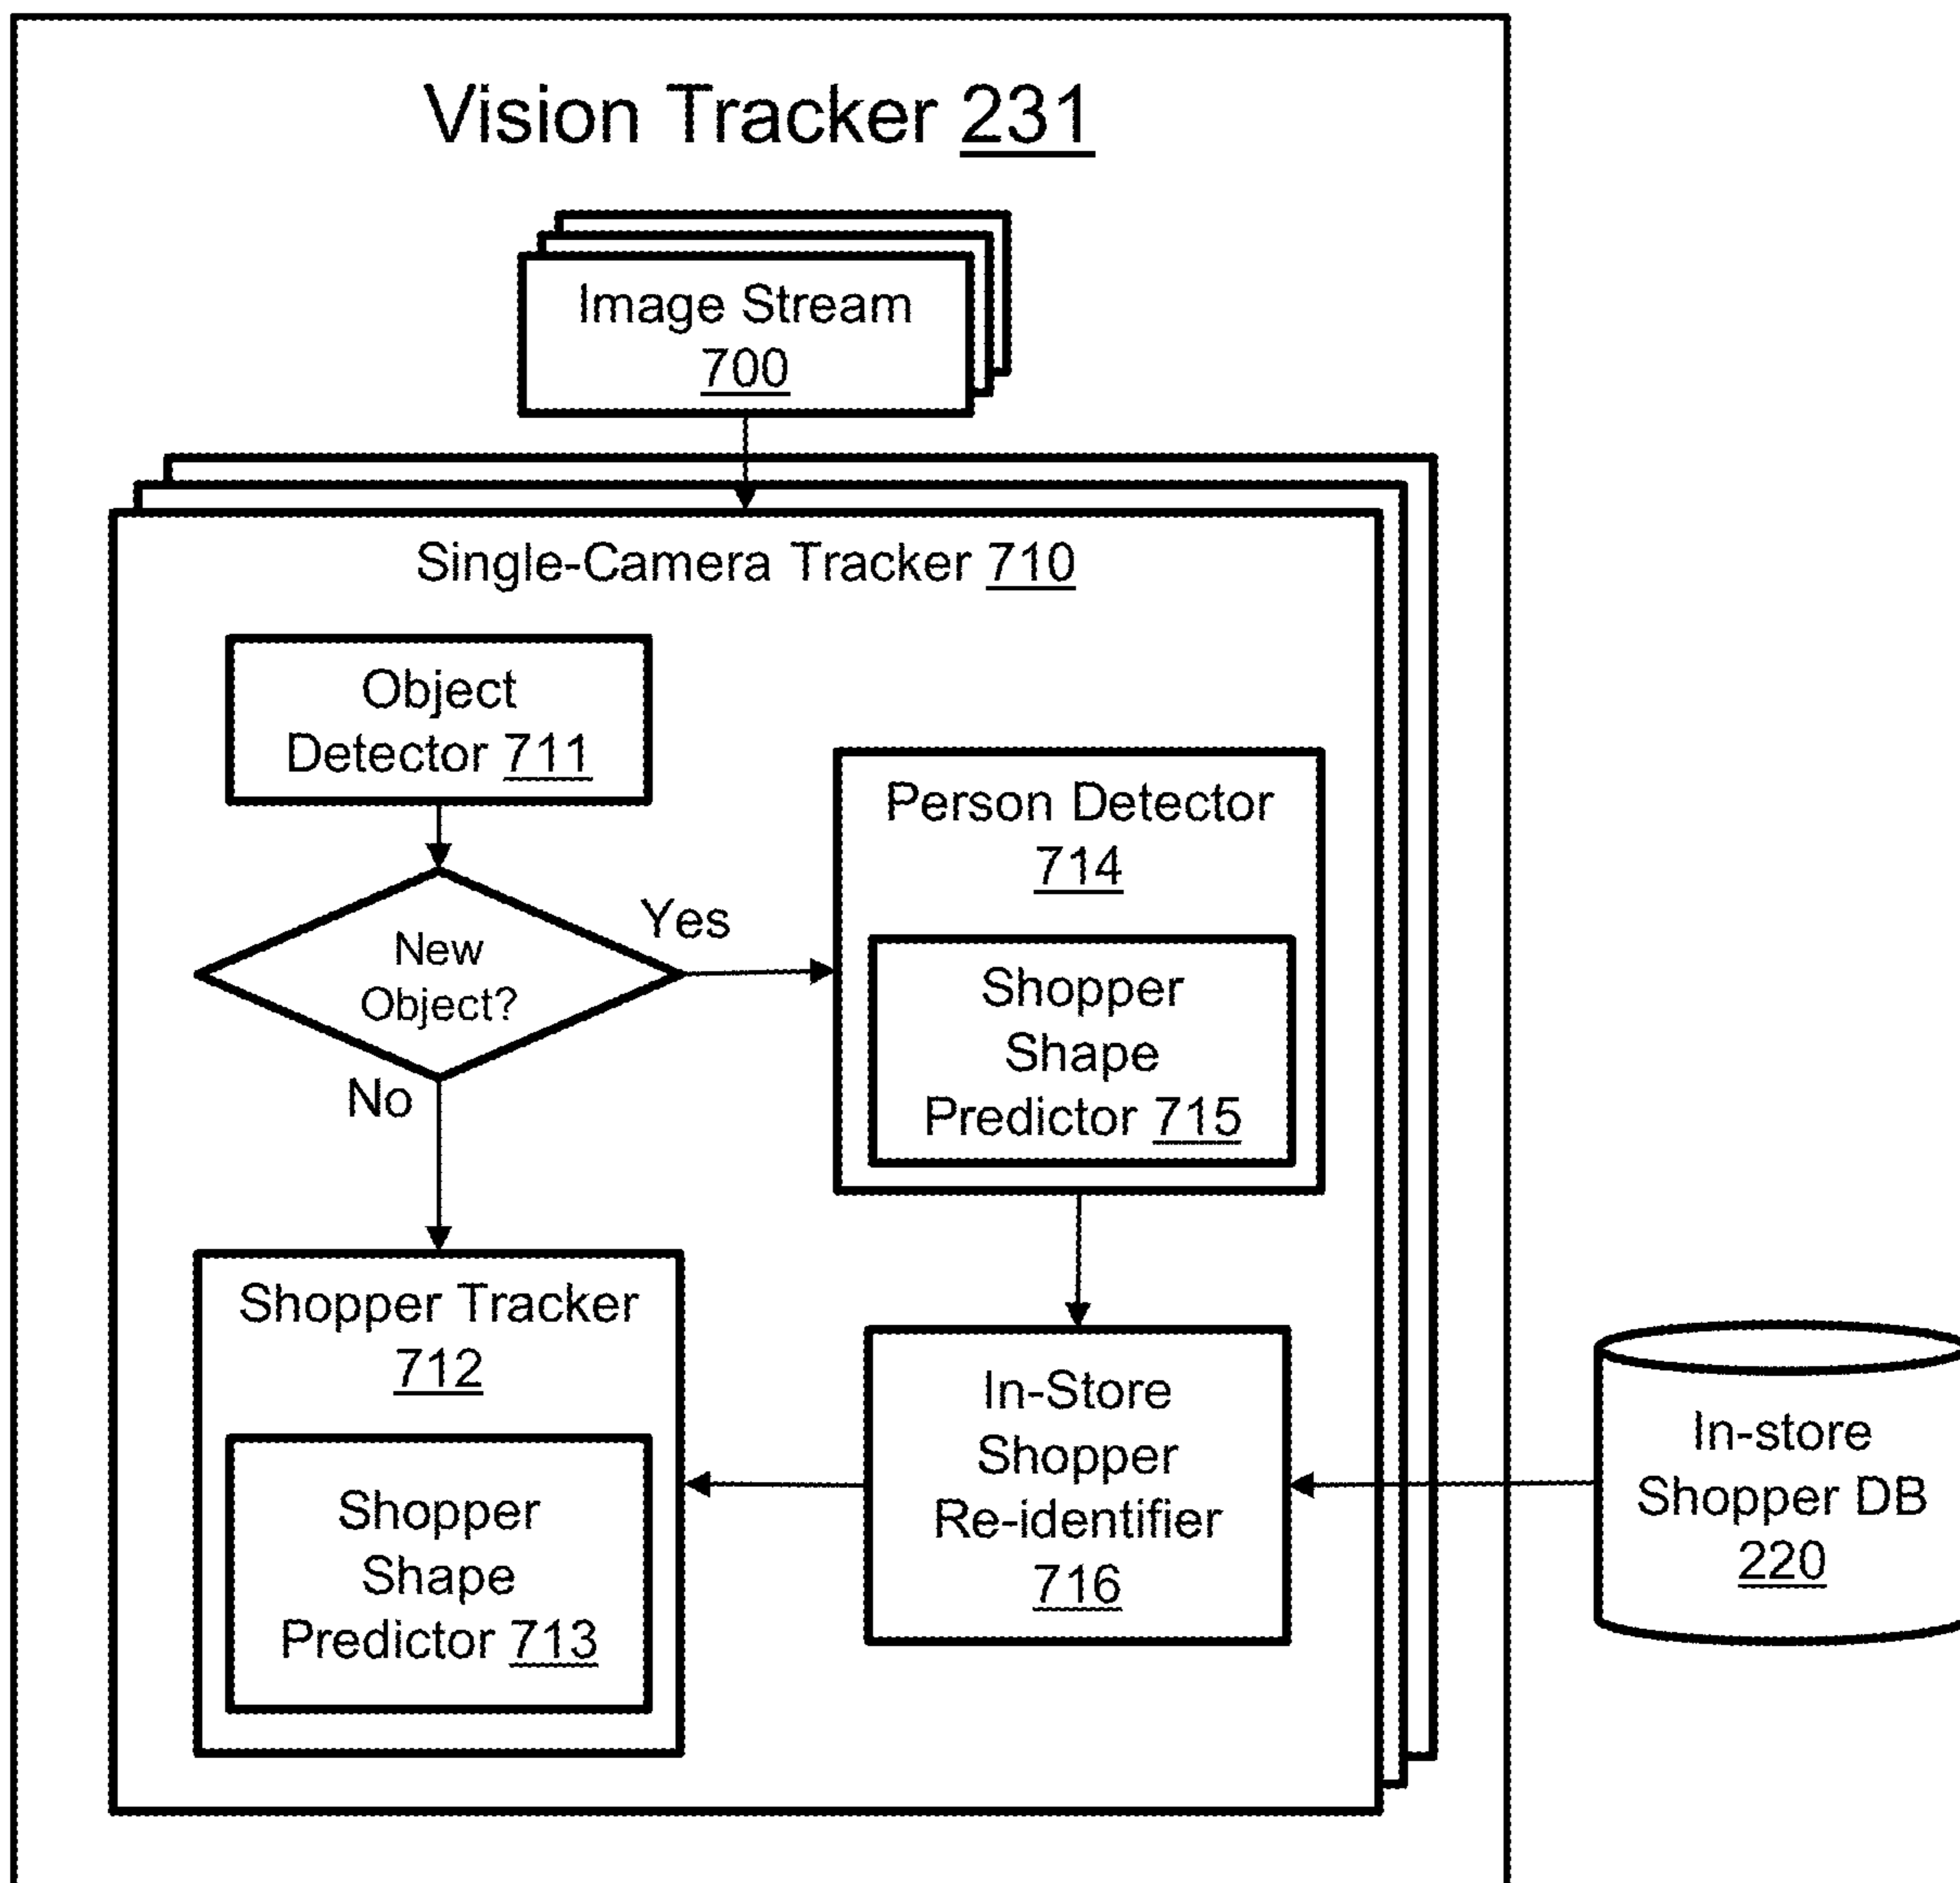 Vision Tracker 231
Image Stream
700
Single-Camera Tracker 710
Object
Detector 711
New
Object?
Yes
No
Person Detector
714
Shopper
Shape
Predictor 715
Shopper Tracker
712
Shopper
Shape
Predictor 713
In-Store
Shopper
Re-identifier
716
In-store
Shopper DB
220